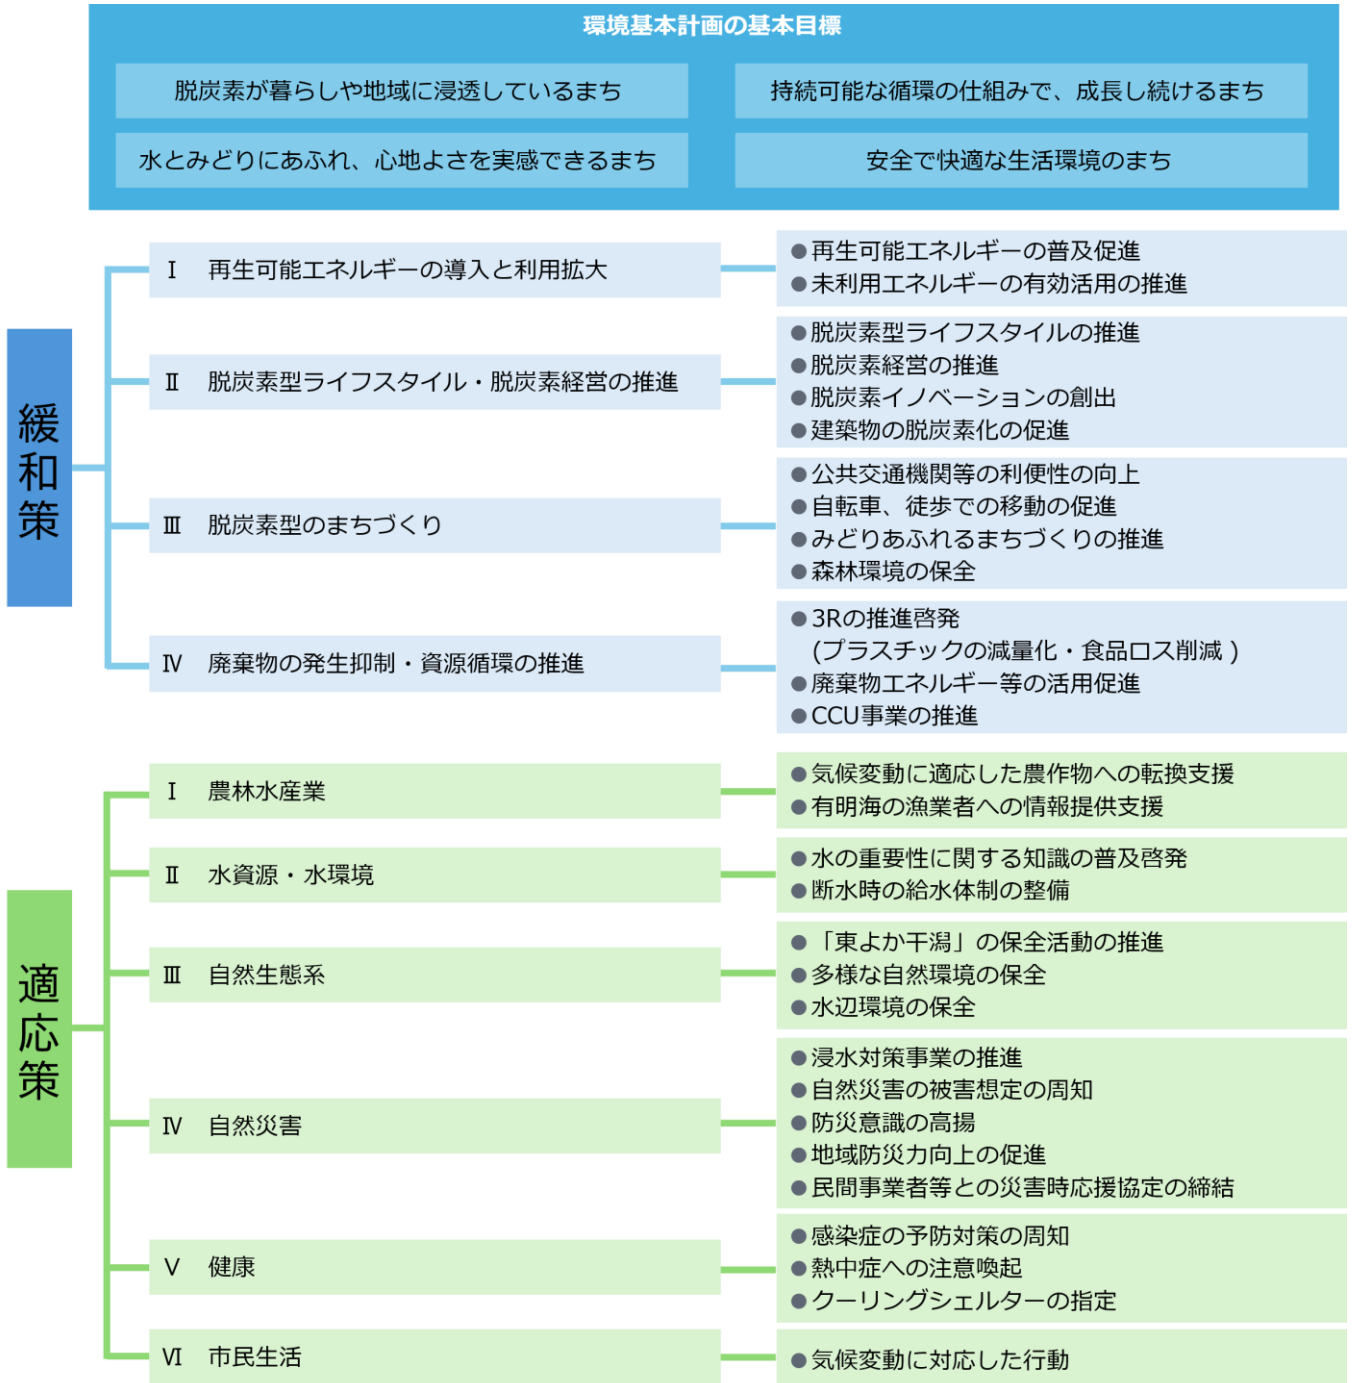 環境基本計画の基本目標
脱炭素が暮らしや地域に浸透しているまち
持続可能な循環の仕組みで、成長し続けるまち
水とみどりにあふれ、心地よさを実感できるまち
安全で快適な生活環境のまち
緩和策
Ⅰ 再生可能エネルギーの導入と利用拡大
●再生可能エネルギーの普及促進
●未利用エネルギーの有効活用の推進
Ⅱ 脱炭素型ライフスタイル・脱炭素経営の推進
●脱炭素型ライフスタイルの推進
●脱炭素経営の推進
●脱炭素イノベーションの創出
●建築物の脱炭素化の促進
Ⅲ 脱炭素型のまちづくり
●公共交通機関等の利便性の向上
●自転車、徒歩での移動の促進
●みどりあふれるまちづくりの推進
●森林環境の保全
Ⅳ 廃棄物の発生抑制・資源循環の推進
●3Rの推進啓発
(プラスチックの減量化・食品ロス削減 )
●廃棄物エネルギー等の活用促進
●CCU事業の推進
適応策
Ⅰ 農林水産業
●気候変動に適応した農作物への転換支援
●有明海の漁業者への情報提供支援
Ⅱ 水資源・水環境
●水の重要性に関する知識の普及啓発
●断水時の給水体制の整備
Ⅲ 自然生態系
●「東よか干潟」の保全活動の推進
●多様な自然環境の保全
●水辺環境の保全
Ⅳ 自然災害
●浸水対策事業の推進
●自然災害の被害想定の周知
●防災意識の高揚
●地域防災力向上の促進
●民間事業者等との災害時応援協定の締結
Ⅴ 健康
●感染症の予防対策の周知
●熱中症への注意喚起
●クーリングシェルターの指定
Ⅵ 市民生活
●気候変動に対応した行動